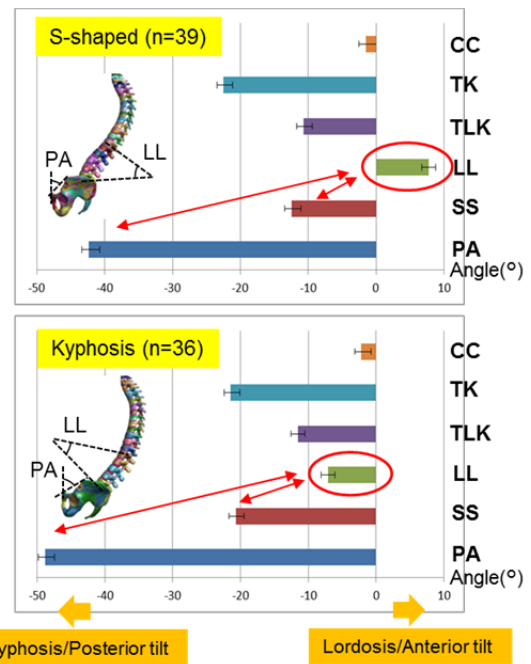 S-shaped (n=39)
CC
TK
TLK
LL
SS
PA
Angle(°)
PA
LL
-50 -40 -30 -20 -10 0 10
Kyphosis (n=36)
CC
TK
TLK
LL
SS
PA
Angle(°)
LL
PA
-50 -40 -30 -20 -10 0 10
yphosis/Posterior tilt
Lordosis/Anterior tilt